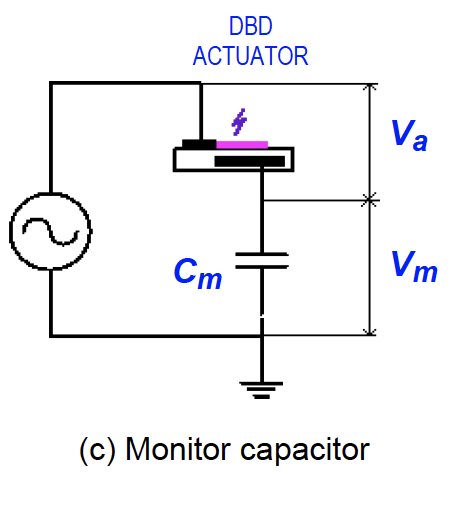 DBD
ACTUATOR
Va
Cm
Vm
(c) Monitor capacitor